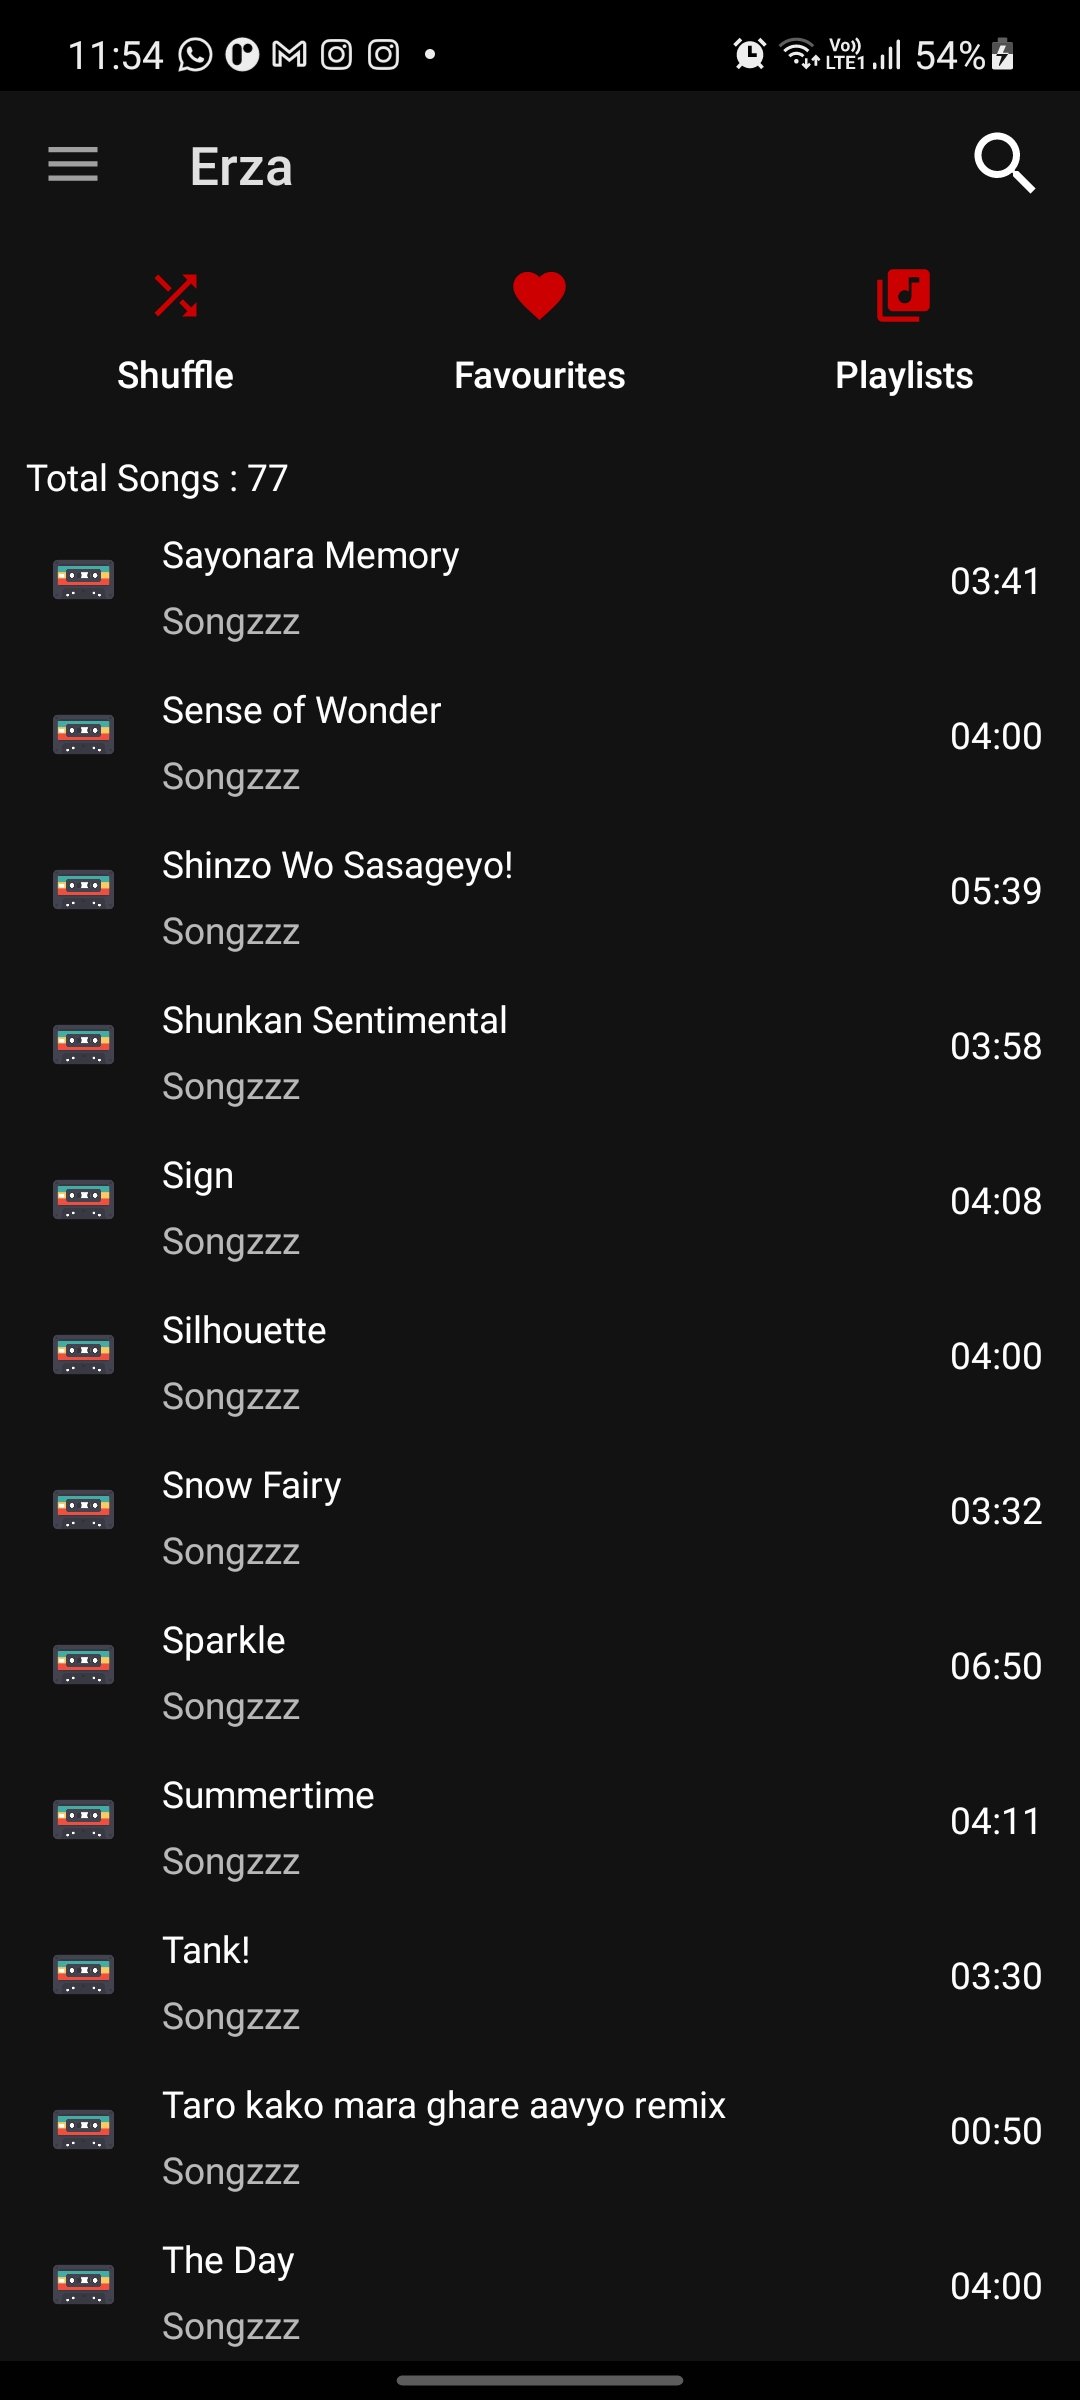 11:54 Vo)) LTE1 54%
Erza
Shuffle Favourites Playlists
Total Songs : 77
Sayonara Memory
03:41
Songzzz
Sense of Wonder
04:00
Songzzz
Shinzo Wo Sasageyo!
05:39
Songzzz
Shunkan Sentimental
03:58
Songzzz
Sign
04:08
Songzzz
Silhouette
04:00
Songzzz
Snow Fairy
03:32
Songzzz
Sparkle
06:50
Songzzz
Summertime
04:11
Songzzz
Tank!
03:30
Songzzz
Taro kako mara ghare aavyo remix
00:50
Songzzz
The Day
04:00
Songzzz